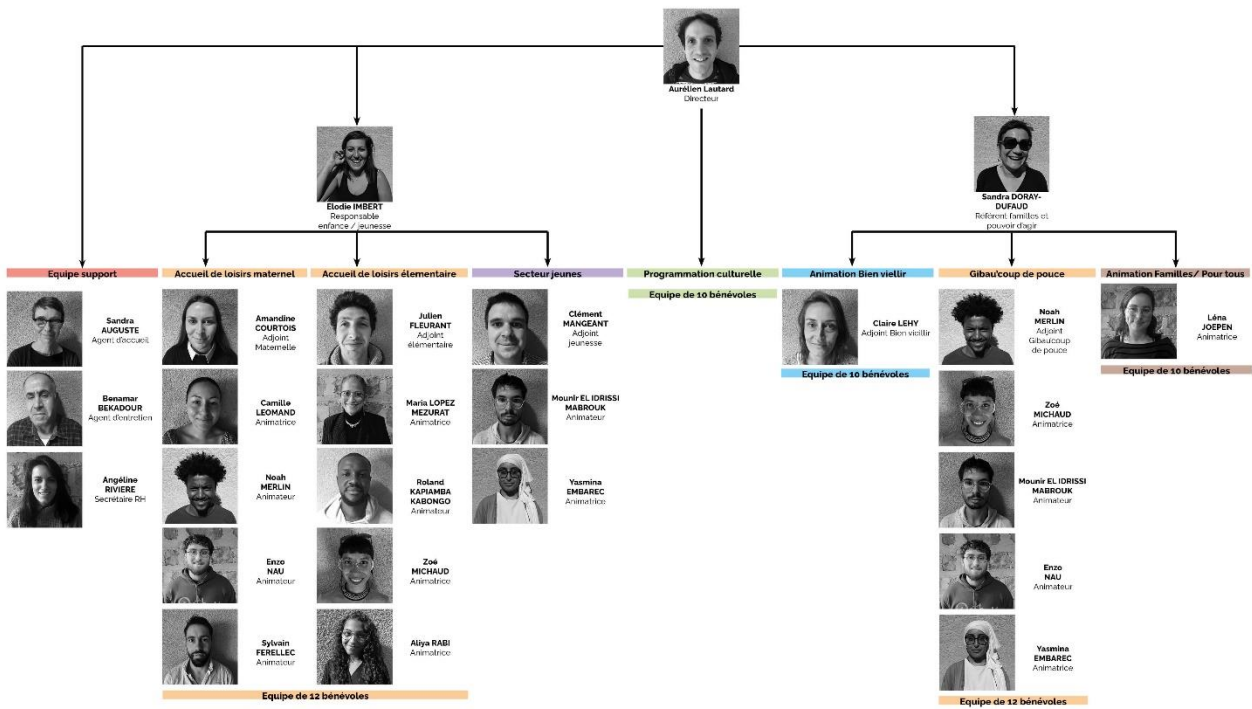 Aurélien Lautard
Directeur
Elodie IMBERT
Responsable
enfance / jeunesse
Sandra DORAY-
DUFAUD
Référent familles et
pouvoir d'agir
Equipe support
Sandra
AUGUSTE
Agent d'accueil
Benamar
BEKADOUR
Agent d'entretien
Angéline
RIVIERE
Secrétaire RH
Accueil de loisirs maternel
Amandine
COURTOIS
Adjoint
Maternelle
Camille
LEOMAND
Animatrice
Noah
MERLIN
Animateur
Enzo
NAU
Animateur
Sylvain
FERELLEC
Animateur
Accueil de loisirs élementaire
Julien
FLEURANT
Adjoint
élémentaire
Maria LOPEZ
MEZURAT
Animatrice
Roland
KAPIAMBA
KABONGO
Animateur
Zoé
MICHAUD
Animatrice
Aliya RABI
Animatrice
Equipe de 12 bénévoles
Secteur jeunes
Clément
MANGEANT
Adjoint
jeunesse
Mounir EL IDRISSI
MABROUK
Animateur
Yasmina
EMBAREC
Animatrice
Programmation culturelle
Equipe de 10 bénévoles
Animation Bien viellir
Claire LEHY
Adjoint Bien vieillir
Equipe de 10 bénévoles
Gibau'coup de pouce
Noah
MERLIN
Adjoint
Gibau'coup
de pouce
Zoé
MICHAUD
Animatrice
Mounir EL IDRISSI
MABROUK
Animateur
Enzo
NAU
Animateur
Yasmina
EMBAREC
Animatrice
Equipe de 12 bénévoles
Animation Familles/ Pour tous
Léna
JOEPEN
Animatrice
Equipe de 10 bénévoles